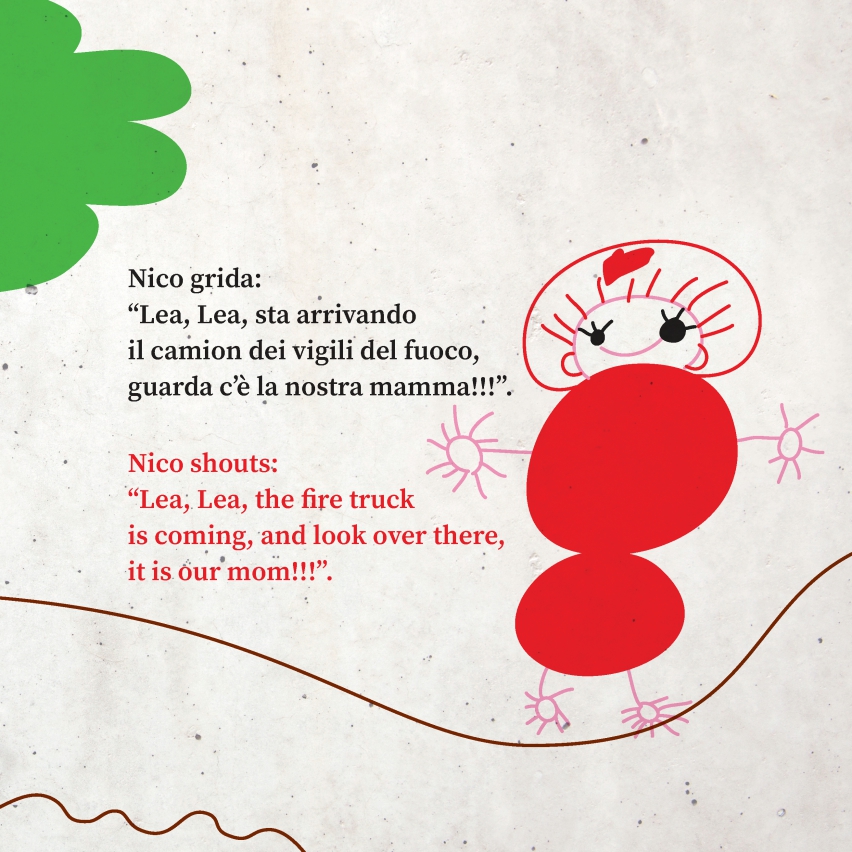 Nico grida:
“Lea, Lea, sta arrivando
il camion dei vigili del fuoco,
guarda c’è la nostra mamma!!!”.
Nico shouts:
“Lea, Lea, the fire truck
is coming, and look over there,
it is our mom!!!”.